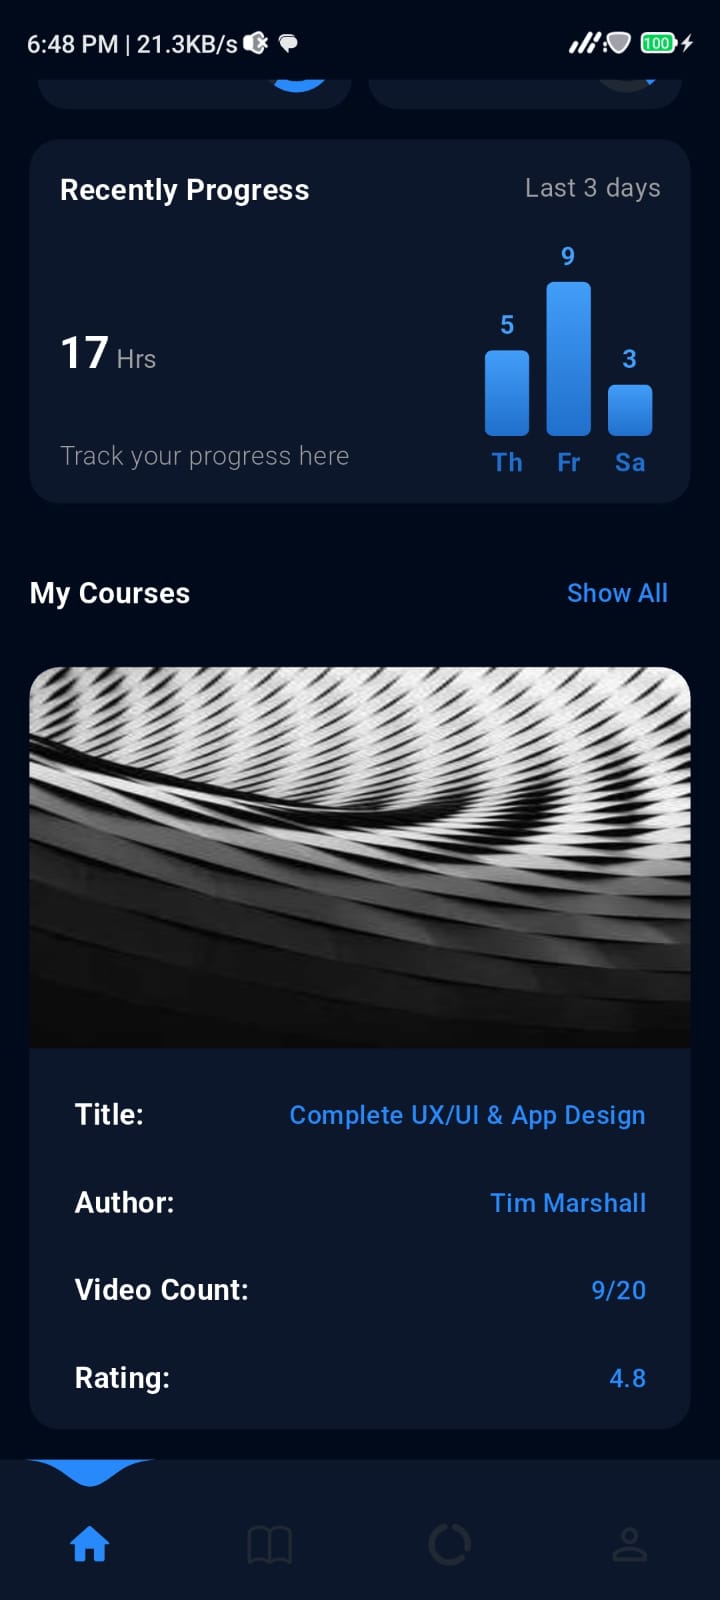 6:48 PM | 21.3KB/s
100
Recently Progress
Last 3 days
9
5
3
17 Hrs
Track your progress here
Th Fr Sa
My Courses
Show All
Title: Complete UX/UI & App Design
Author: Tim Marshall
Video Count: 9/20
Rating: 4.8